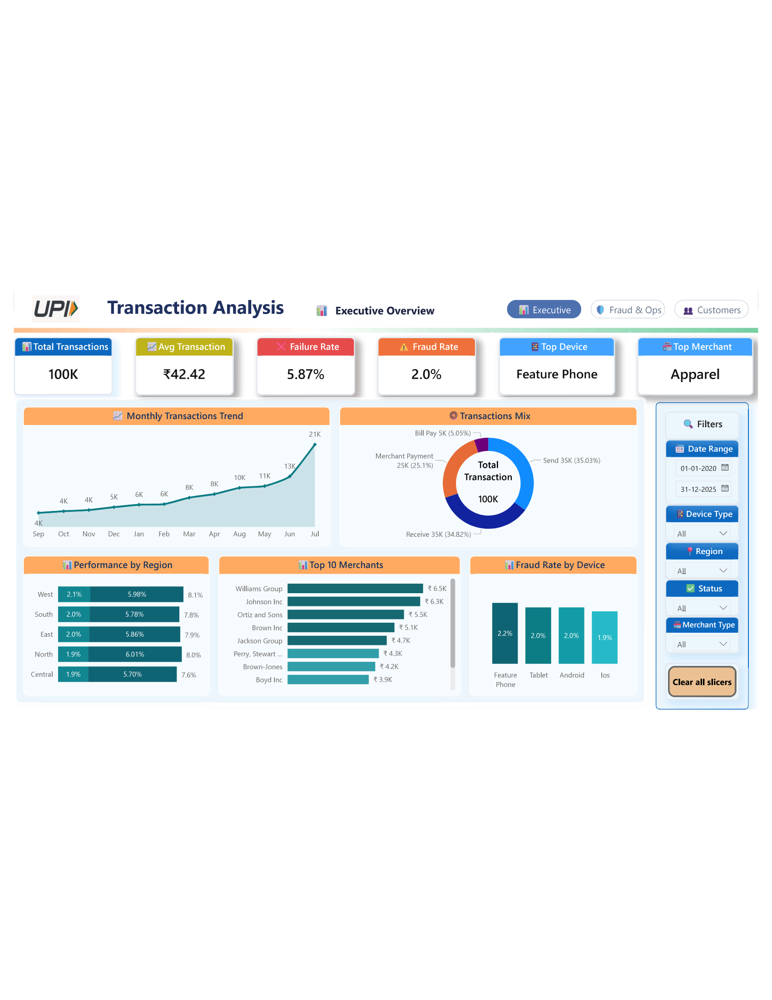 UPI
Transaction Analysis
Executive Overview
Executive
Fraud & Ops
Customers
Total Transactions
100K
Avg Transaction
₹42.42
Failure Rate
5.87%
Fraud Rate
2.0%
Top Device
Feature Phone
Top Merchant
Apparel
Monthly Transactions Trend
4K
4K
4K
5K
6K
6K
8K
8K
10K
11K
13K
21K
Sep
Oct
Nov
Dec
Jan
Feb
Mar
Apr
Aug
May
Jun
Jul
Transactions Mix
Bill Pay 5K (5.05%)
Merchant Payment
25K (25.1%)
Send 35K (35.03%)
Receive 35K (34.82%)
Total
Transaction
100K
Performance by Region
West 2.1% 5.98% 8.1%
South 2.0% 5.78% 7.8%
East 2.0% 5.86% 7.9%
North 1.9% 6.01% 8.0%
Central 1.9% 5.70% 7.6%
Top 10 Merchants
Williams Group ₹ 6.5K
Johnson Inc ₹ 6.3K
Ortiz and Sons ₹ 5.5K
Brown Inc ₹ 5.1K
Jackson Group ₹ 4.7K
Perry, Stewart ... ₹ 4.3K
Brown-Jones ₹ 4.2K
Boyd Inc ₹ 3.9K
Fraud Rate by Device
2.2%
2.0%
2.0%
1.9%
Feature
Phone
Tablet
Android
Ios
Filters
Date Range
01-01-2020
31-12-2025
Device Type
All
Region
All
Status
All
Merchant Type
All
Clear all slicers